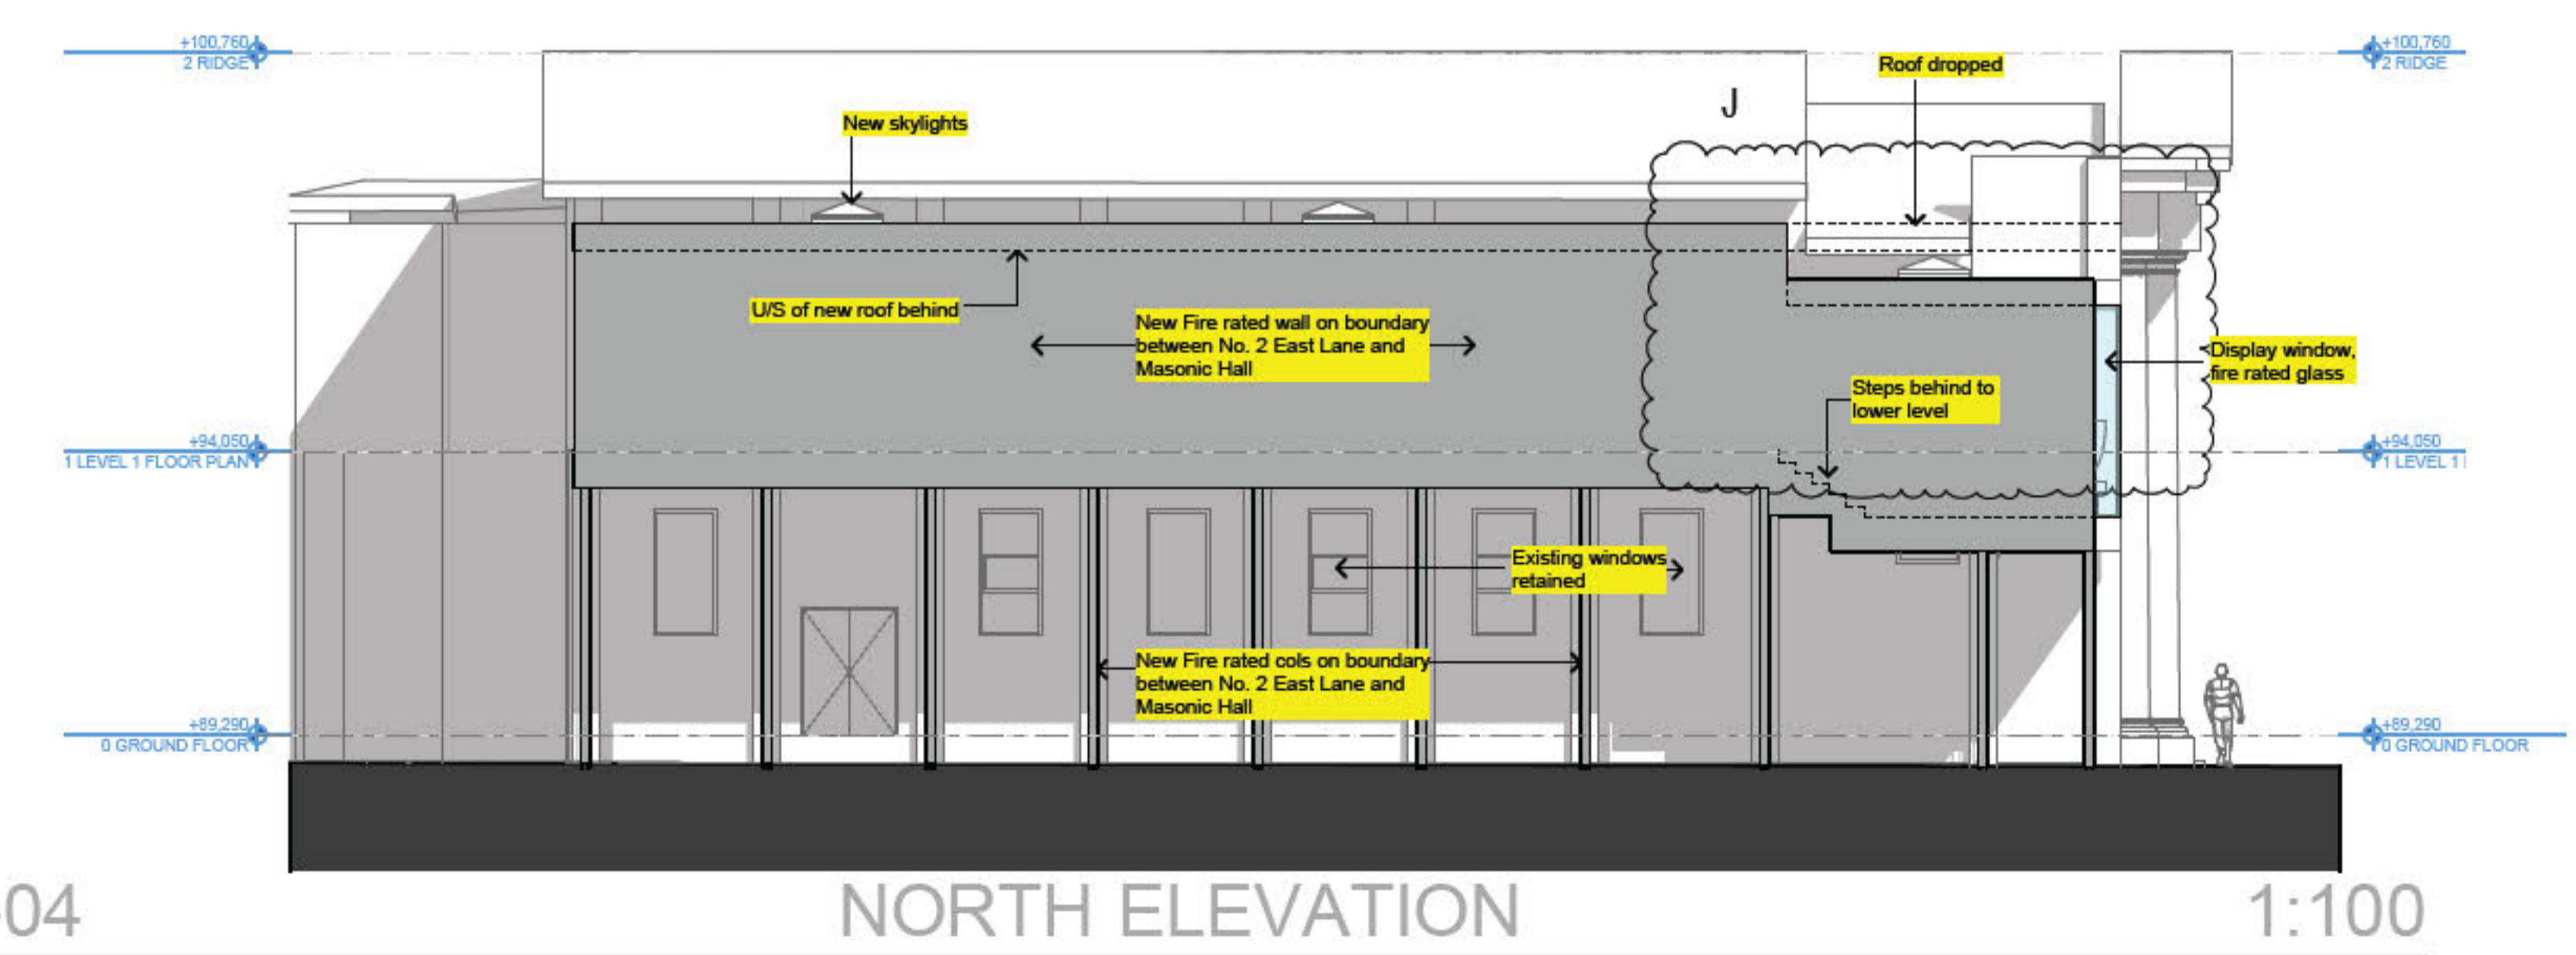 +100,760
2 RIDGE
+100,760
2 RIDGE
Roof dropped
J
New skylights
U/S of new roof behind
New Fire rated wall on boundary
between No. 2 East Lane and
Masonic Hall
Display window,
fire rated glass
Steps behind to
lower level
+94,050
1 LEVEL 1 FLOOR PLAN
+94,050
1 LEVEL 1
Existing windows
retained
New Fire rated cols on boundary
between No. 2 East Lane and
Masonic Hall
+89,290
0 GROUND FLOOR
+89,290
0 GROUND FLOOR
04
NORTH ELEVATION
1:100